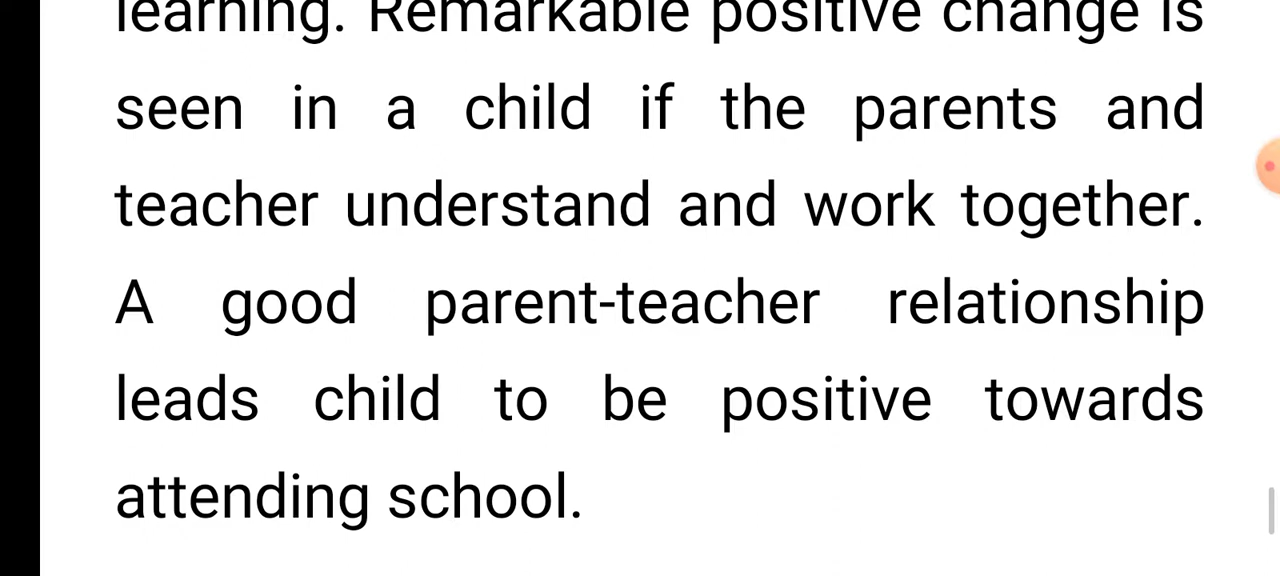 learning. Remarkable positive change is
seen in a child if the parents and
teacher understand and work together.
A good parent-teacher relationship
leads child to be positive towards
attending school.